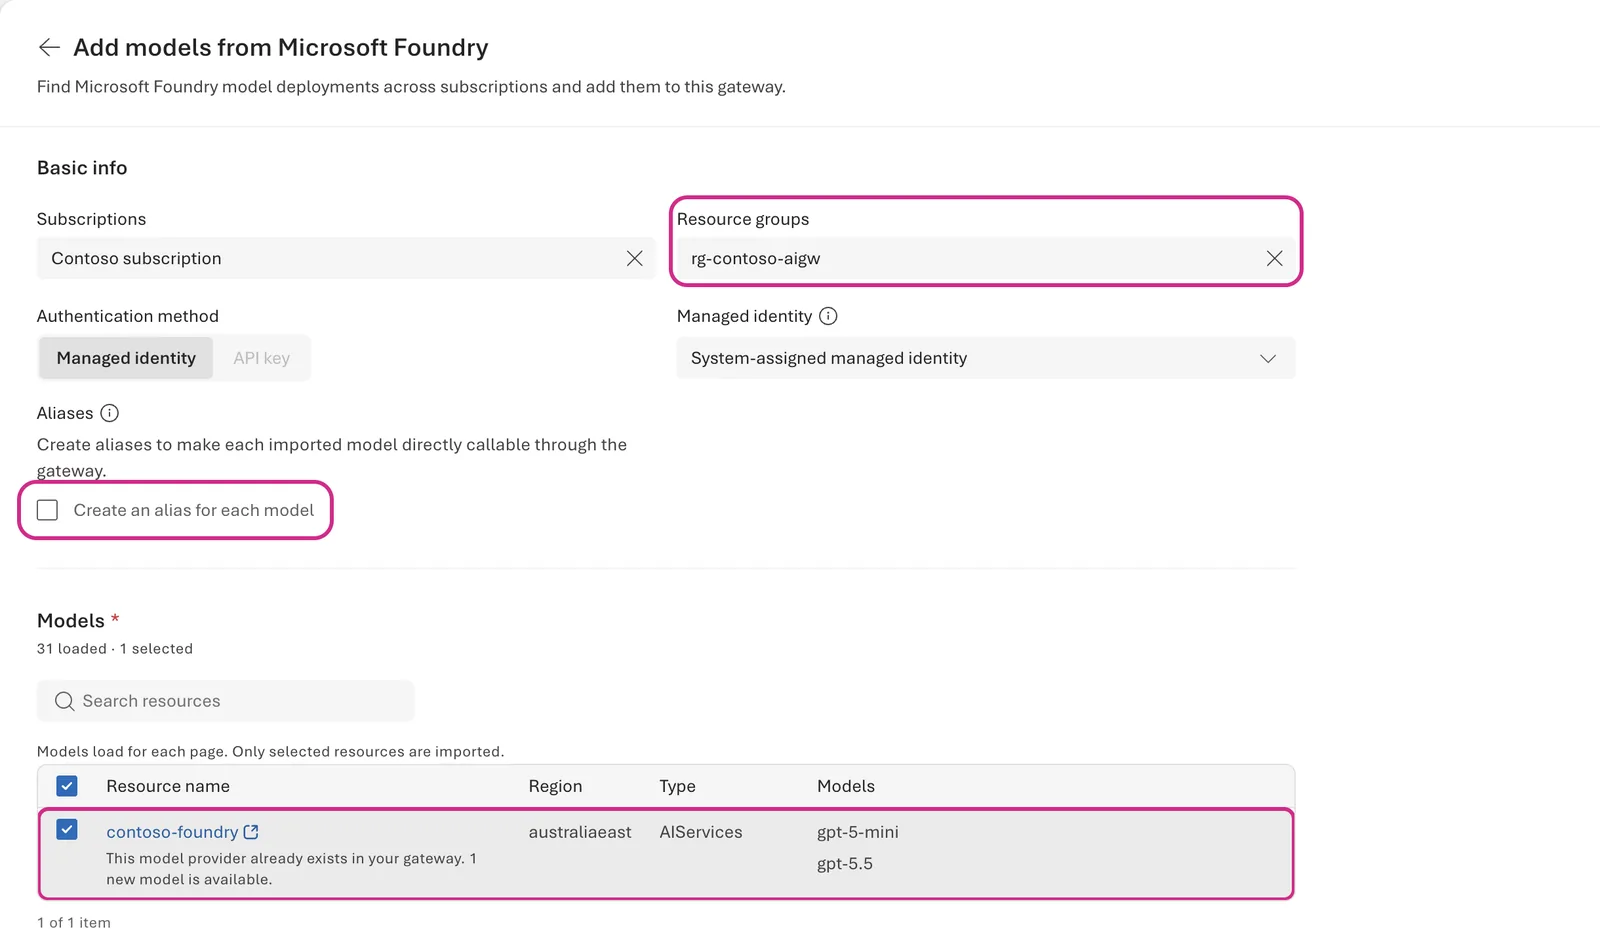 Add models from Microsoft Foundry
Find Microsoft Foundry model deployments across subscriptions and add them to this gateway.
Basic info
Subscriptions
Contoso subscription
Resource groups
rg-contoso-aigw
Authentication method
Managed identity
API key
Managed identity
System-assigned managed identity
Aliases
Create aliases to make each imported model directly callable through the
gateway.
Create an alias for each model
Models *
31 loaded · 1 selected
Search resources
Models load for each page. Only selected resources are imported.
Resource name Region Type Models
contoso-foundry australiaeast AIServices gpt-5-mini
This model provider already exists in your gateway. 1
gpt-5.5
new model is available.
1 of 1 item